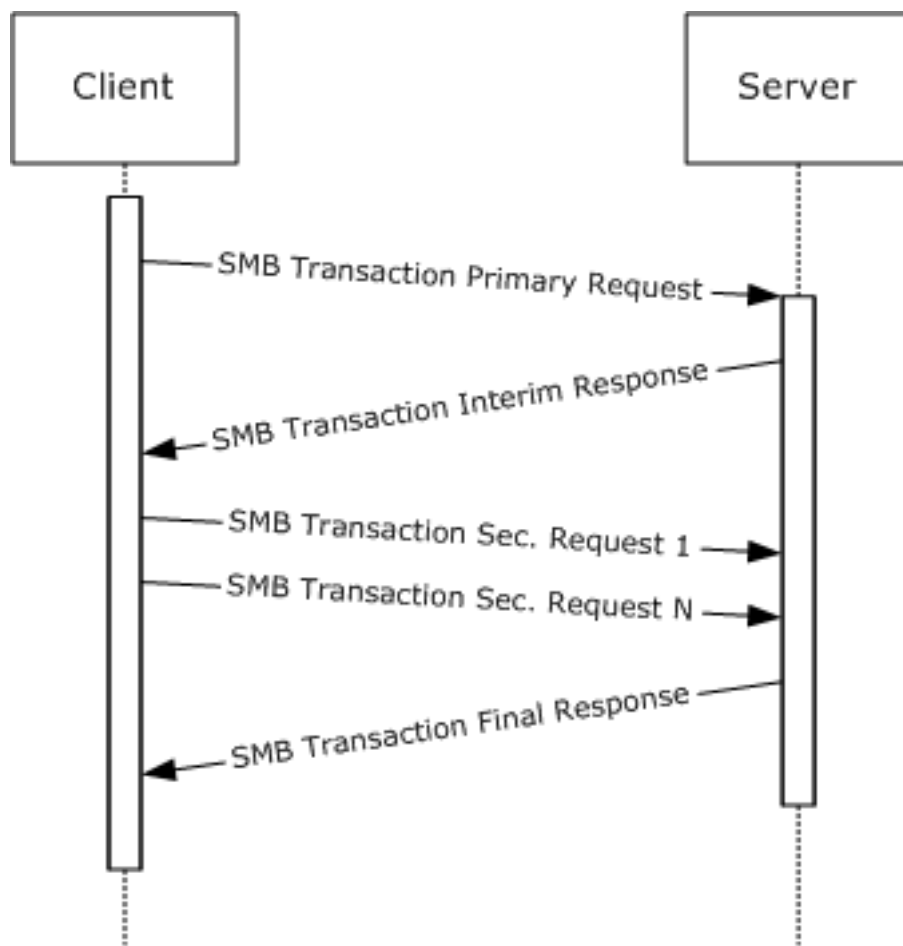 Client
Server
SMB Transaction Primary Request
SMB Transaction Interim Response
SMB Transaction Sec. Request 1
SMB Transaction Sec. Request N
SMB Transaction Final Response